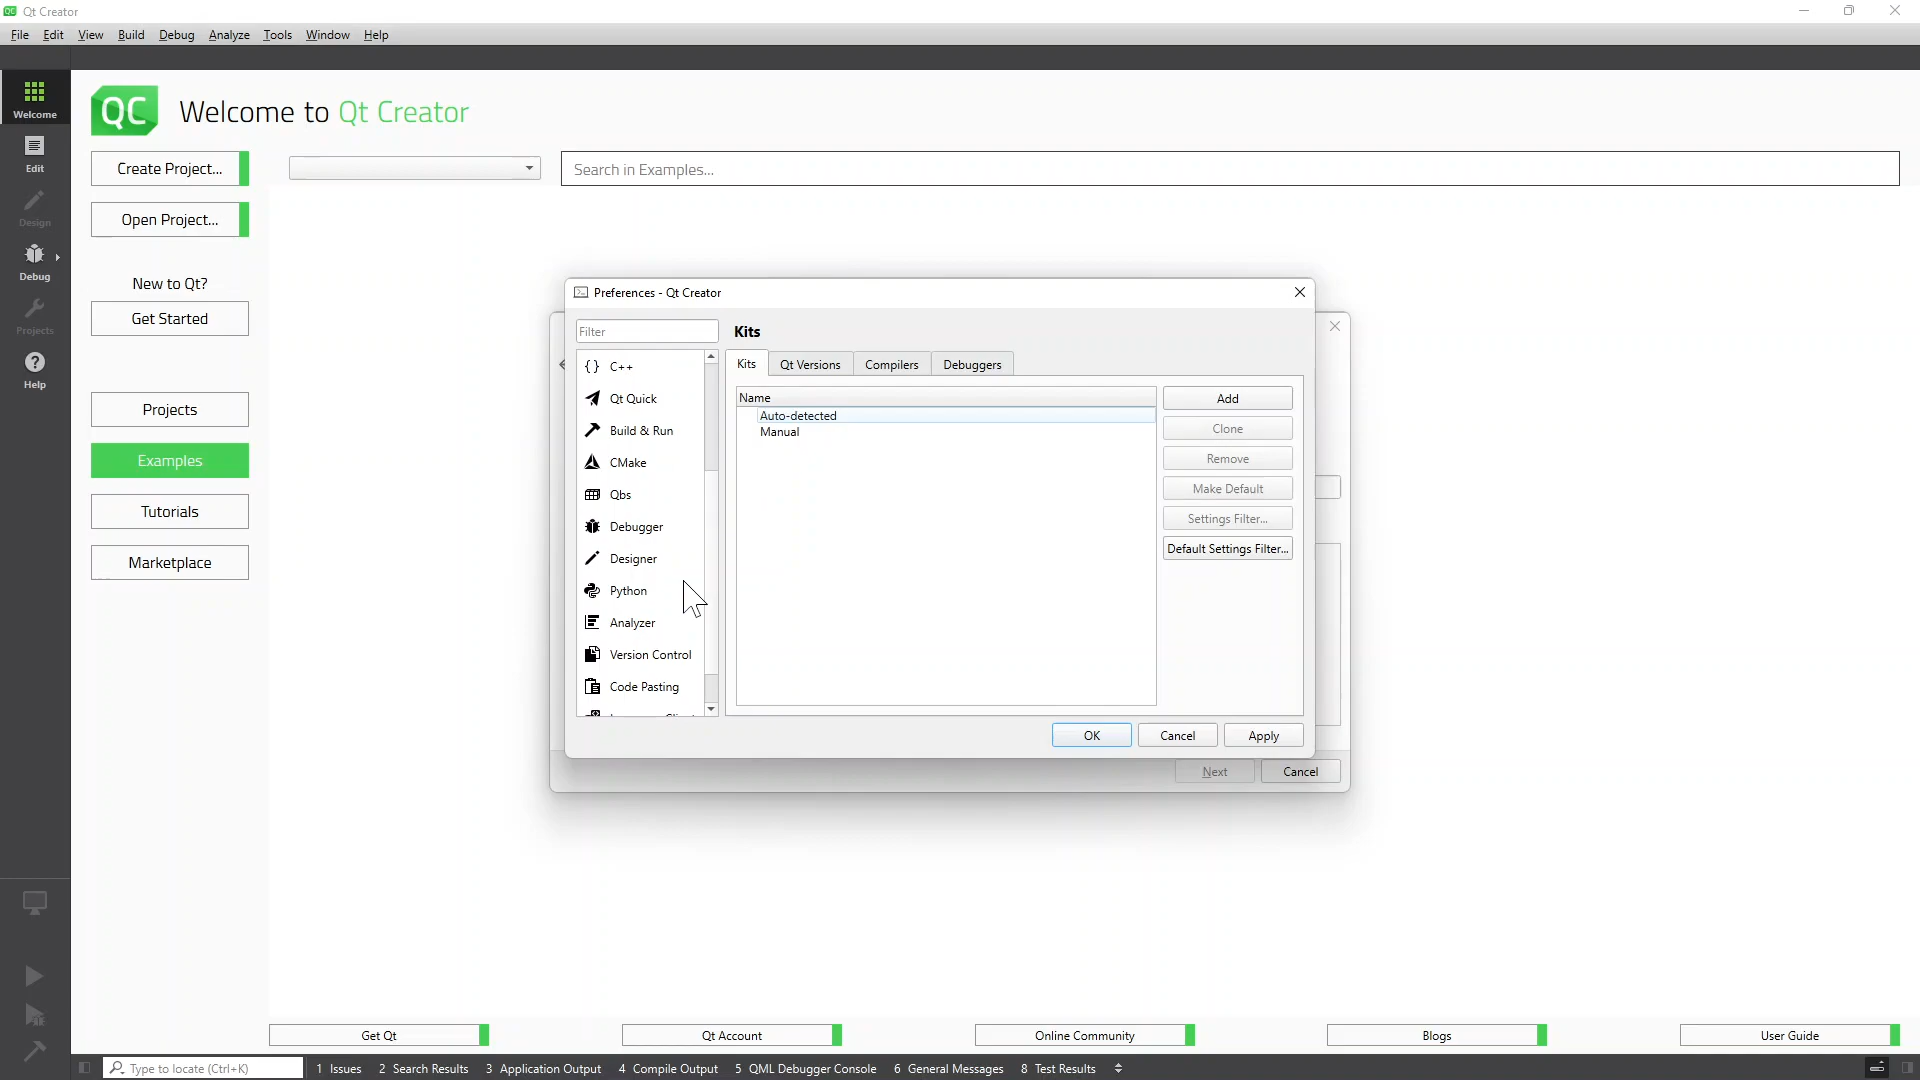 QC Qt Creator
File Edit View Build Debug Analyze Tools Window Help
Welcome
Edit
Design
Debug
Projects
Help
QC Welcome to Qt Creator
Create Project...
Search in Examples...
Open Project...
New to Qt?
Get Started
Projects
Examples
Tutorials
Marketplace
Preferences - Qt Creator
Filter
C++
Qt Quick
Build & Run
CMake
Qbs
Debugger
Designer
Python
Analyzer
Version Control
Code Pasting
Kits
Kits Qt Versions Compilers Debuggers
Name
Auto-detected
Manual
Add
Clone
Remove
Make Default
Settings Filter...
Default Settings Filter...
OK Cancel Apply
Next Cancel
Get Qt Qt Account Online Community Blogs User Guide
Type to locate (Ctrl+K) 1 Issues 2 Search Results 3 Application Output 4 Compile Output 5 QML Debugger Console 6 General Messages 8 Test Results